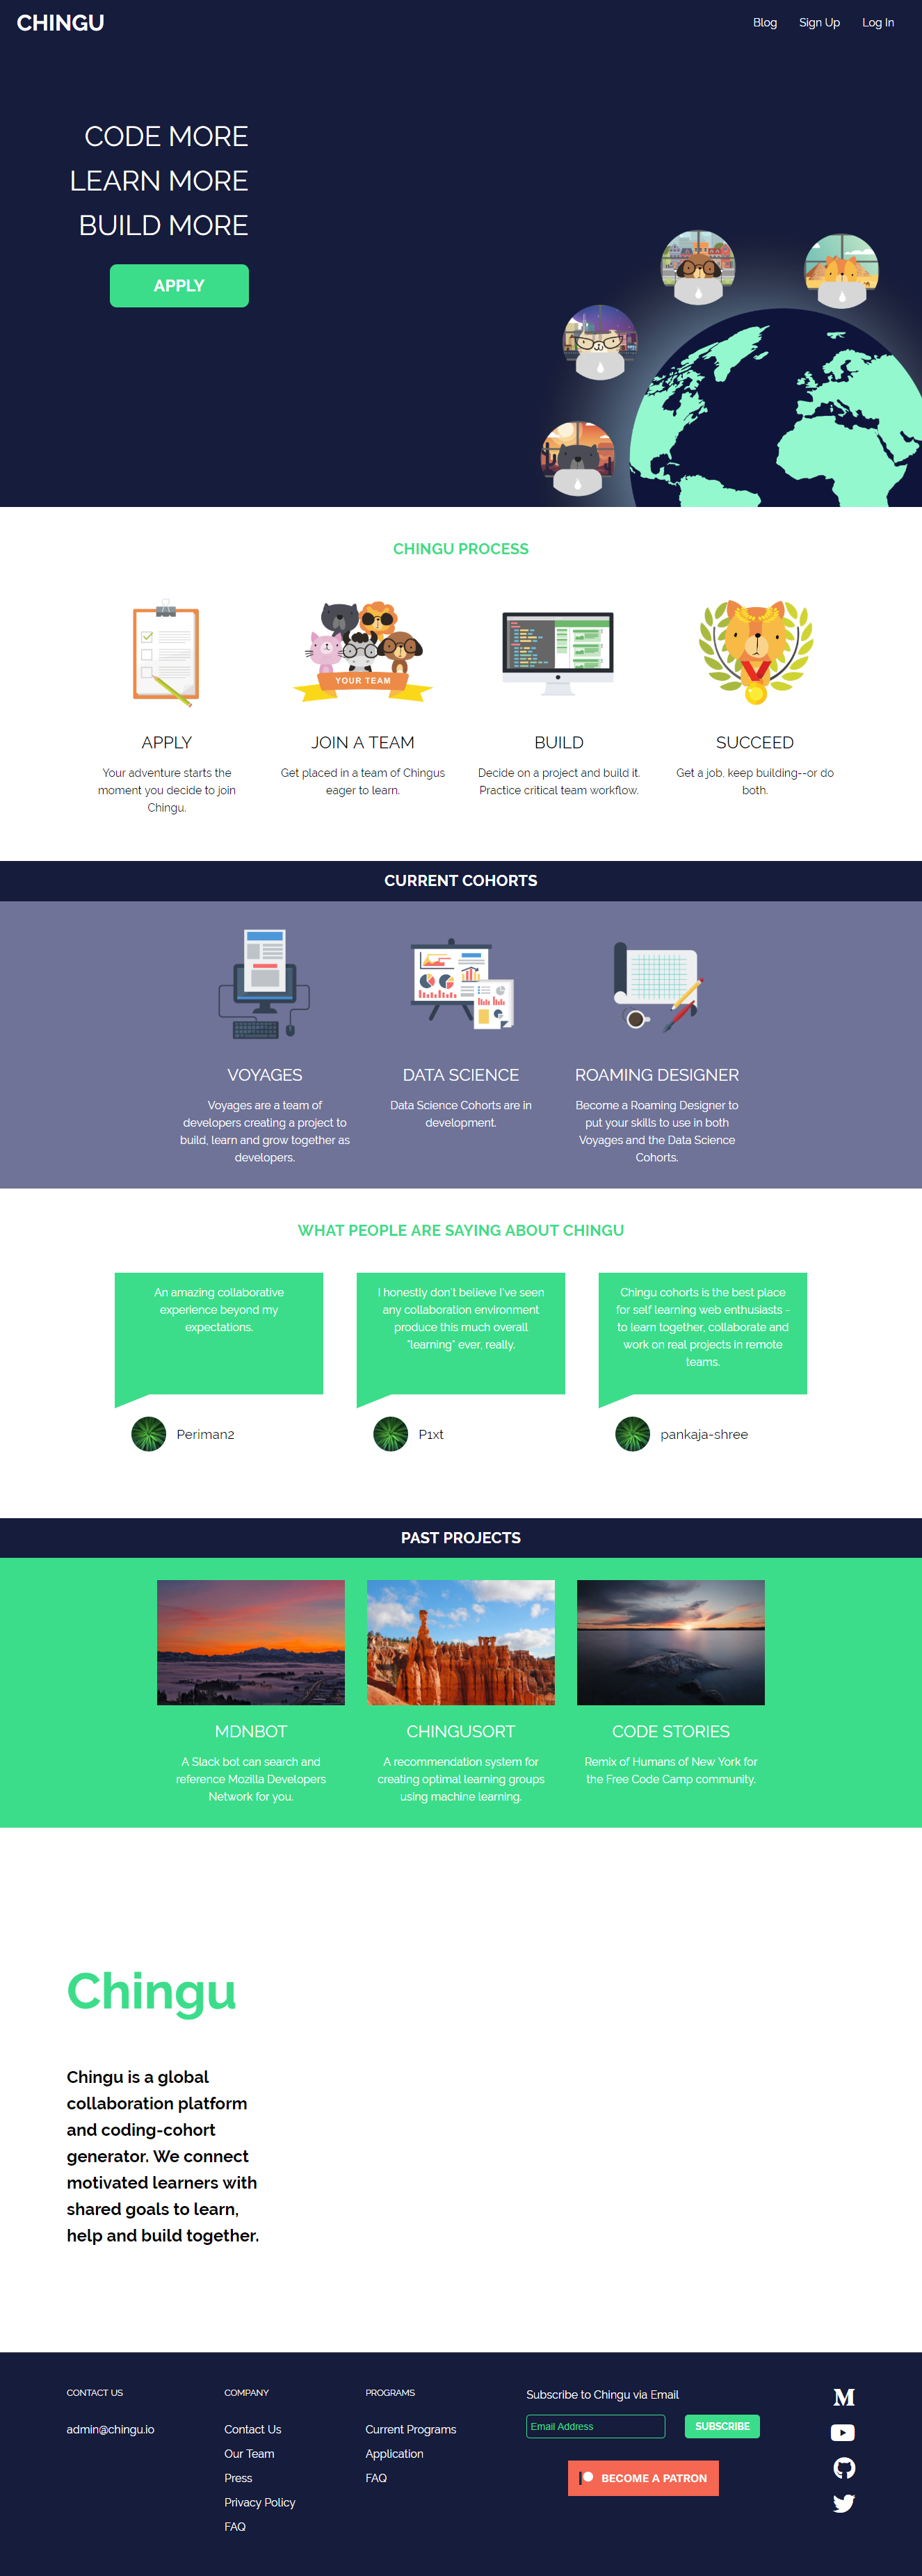 CHINGU
Blog
Sign Up
Log In
CODE MORE
LEARN MORE
BUILD MORE
APPLY
CHINGU PROCESS
YOUR TEAM
APPLY
Your adventure starts the
moment you decide to join
Chingu.
JOIN A TEAM
Get placed in a team of Chingus
eager to learn.
BUILD
Decide on a project and build it.
Practice critical team workflow.
SUCCEED
Get a job, keep building--or do
both.
CURRENT COHORTS
VOYAGES
Voyages are a team of
developers creating a project to
build, learn and grow together as
developers.
DATA SCIENCE
Data Science Cohorts are in
development.
ROAMING DESIGNER
Become a Roaming Designer to
put your skills to use in both
Voyages and the Data Science
Cohorts.
WHAT PEOPLE ARE SAYING ABOUT CHINGU
An amazing collaborative
experience beyond my
expectations.
Periman2
I honestly don't believe I've seen
any collaboration environment
produce this much overall
"learning" ever, really.
P1xt
Chingu cohorts is the best place
for self learning web enthusiasts -
to learn together, collaborate and
work on real projects in remote
teams.
pankaja-shree
PAST PROJECTS
MDNBOT
A Slack bot can search and
reference Mozilla Developers
Network for you.
CHINGUSORT
A recommendation system for
creating optimal learning groups
using machine learning.
CODE STORIES
Remix of Humans of New York for
the Free Code Camp community.
Chingu
Chingu is a global
collaboration platform
and coding-cohort
generator. We connect
motivated learners with
shared goals to learn,
help and build together.
CONTACT US
admin@chingu.io
COMPANY
Contact Us
Our Team
Press
Privacy Policy
FAQ
PROGRAMS
Current Programs
Application
FAQ
Subscribe to Chingu via Email
Email Address
SUBSCRIBE
BECOME A PATRON